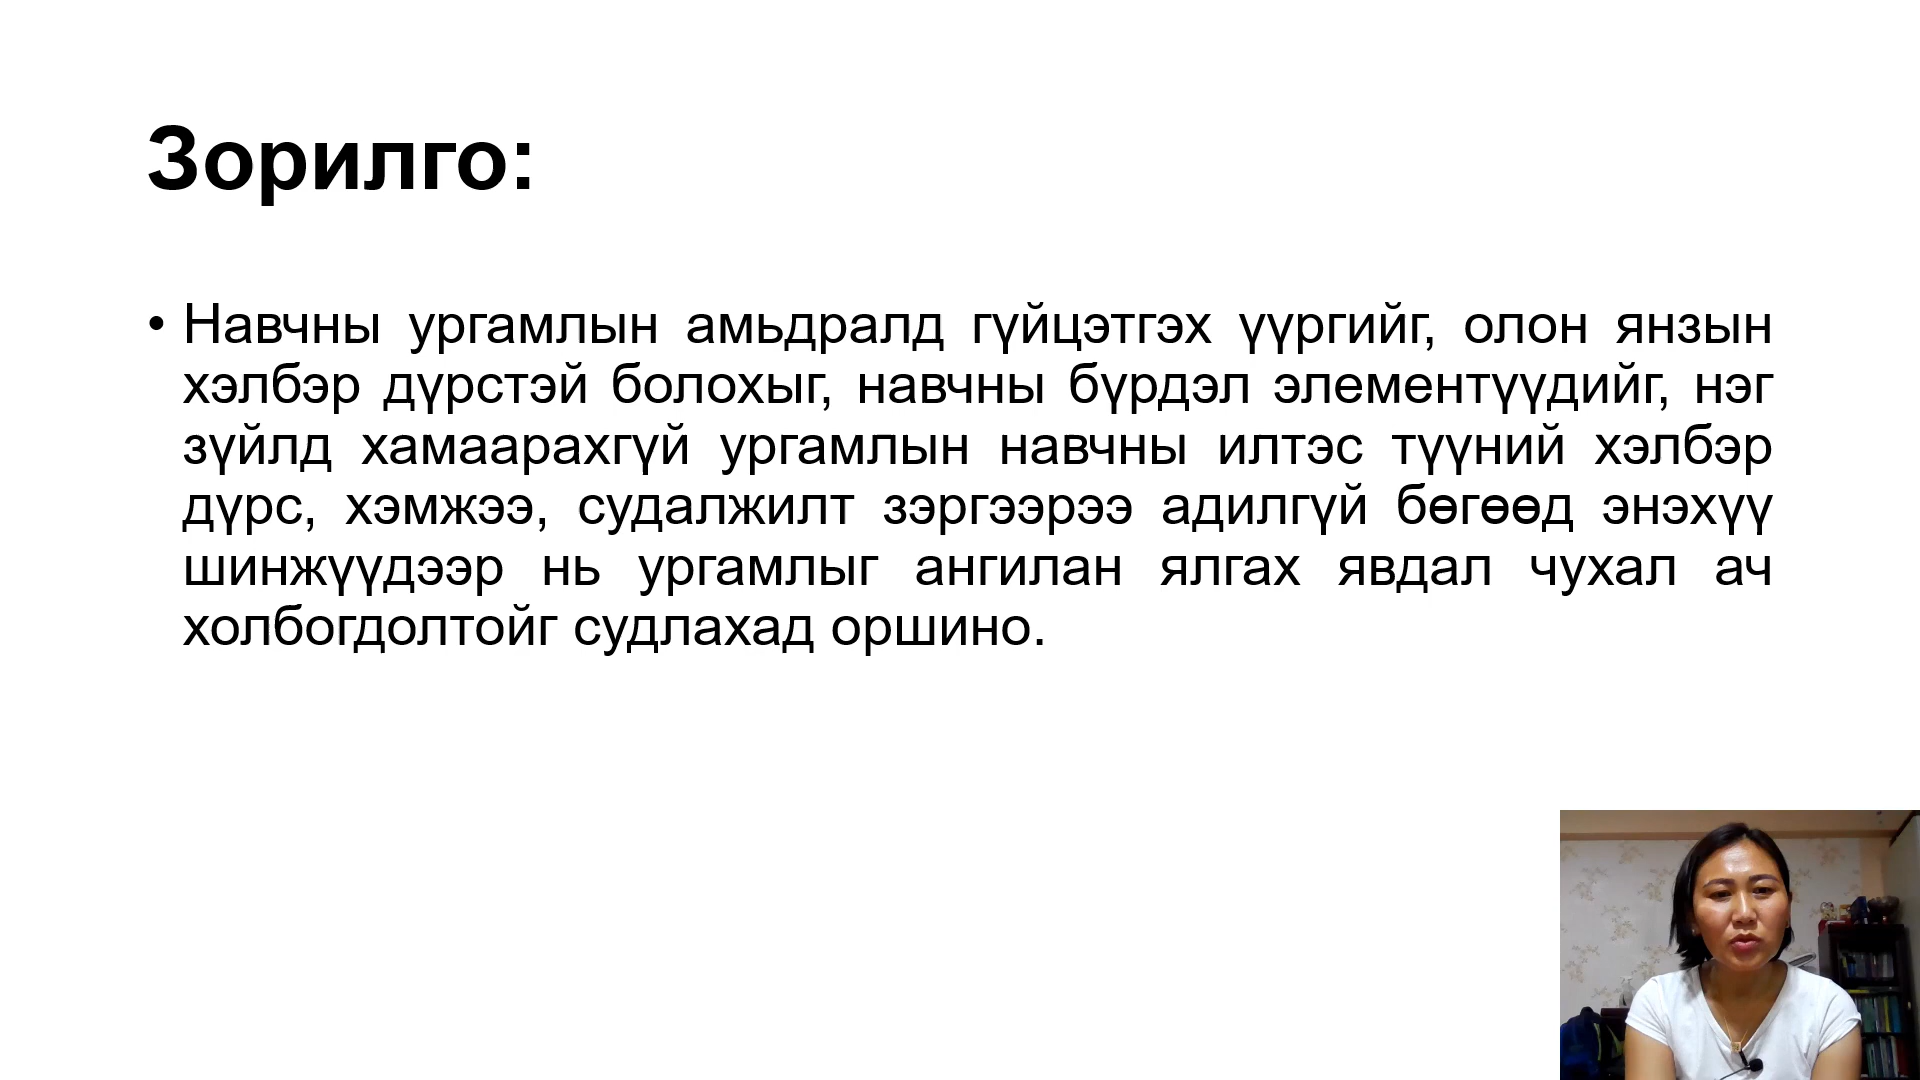 Зорилго:
• Навчны ургамлын амьдралд гүйцэтгэх үүргийг, олон янзын
хэлбэр дүрстэй болохыг, навчны бүрдэл элементүүдийг, нэг
зүйлд хамаарахгүй ургамлын навчны илтэс түүний хэлбэр
дүрс, хэмжээ, судалжилт зэргээрээ адилгүй бөгөөд энэхүү
шинжүүдээр нь ургамлыг ангилан ялгах явдал чухал ач
холбогдолтойг судлахад оршино.